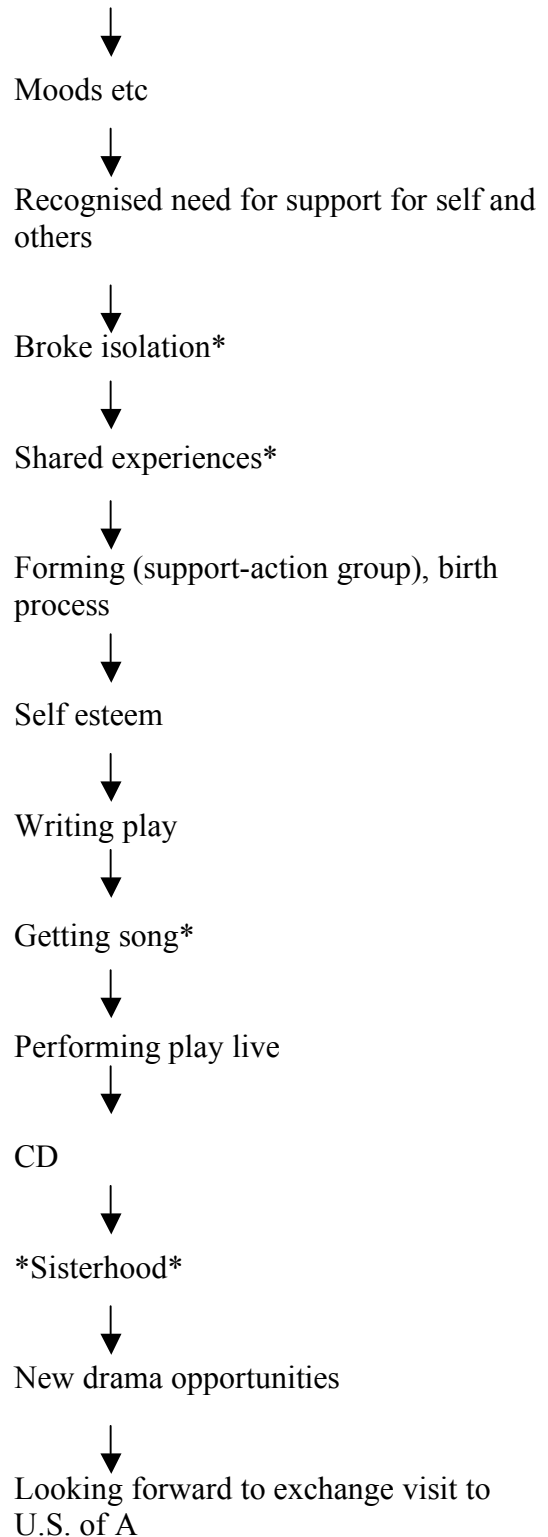 Moods etc
Recognised need for support for self and
others
Broke isolation*
Shared experiences*
Forming (support-action group), birth
process
Self esteem
Writing play
Getting song*
Performing play live
CD
*Sisterhood*
New drama opportunities
Looking forward to exchange visit to
U.S. of A